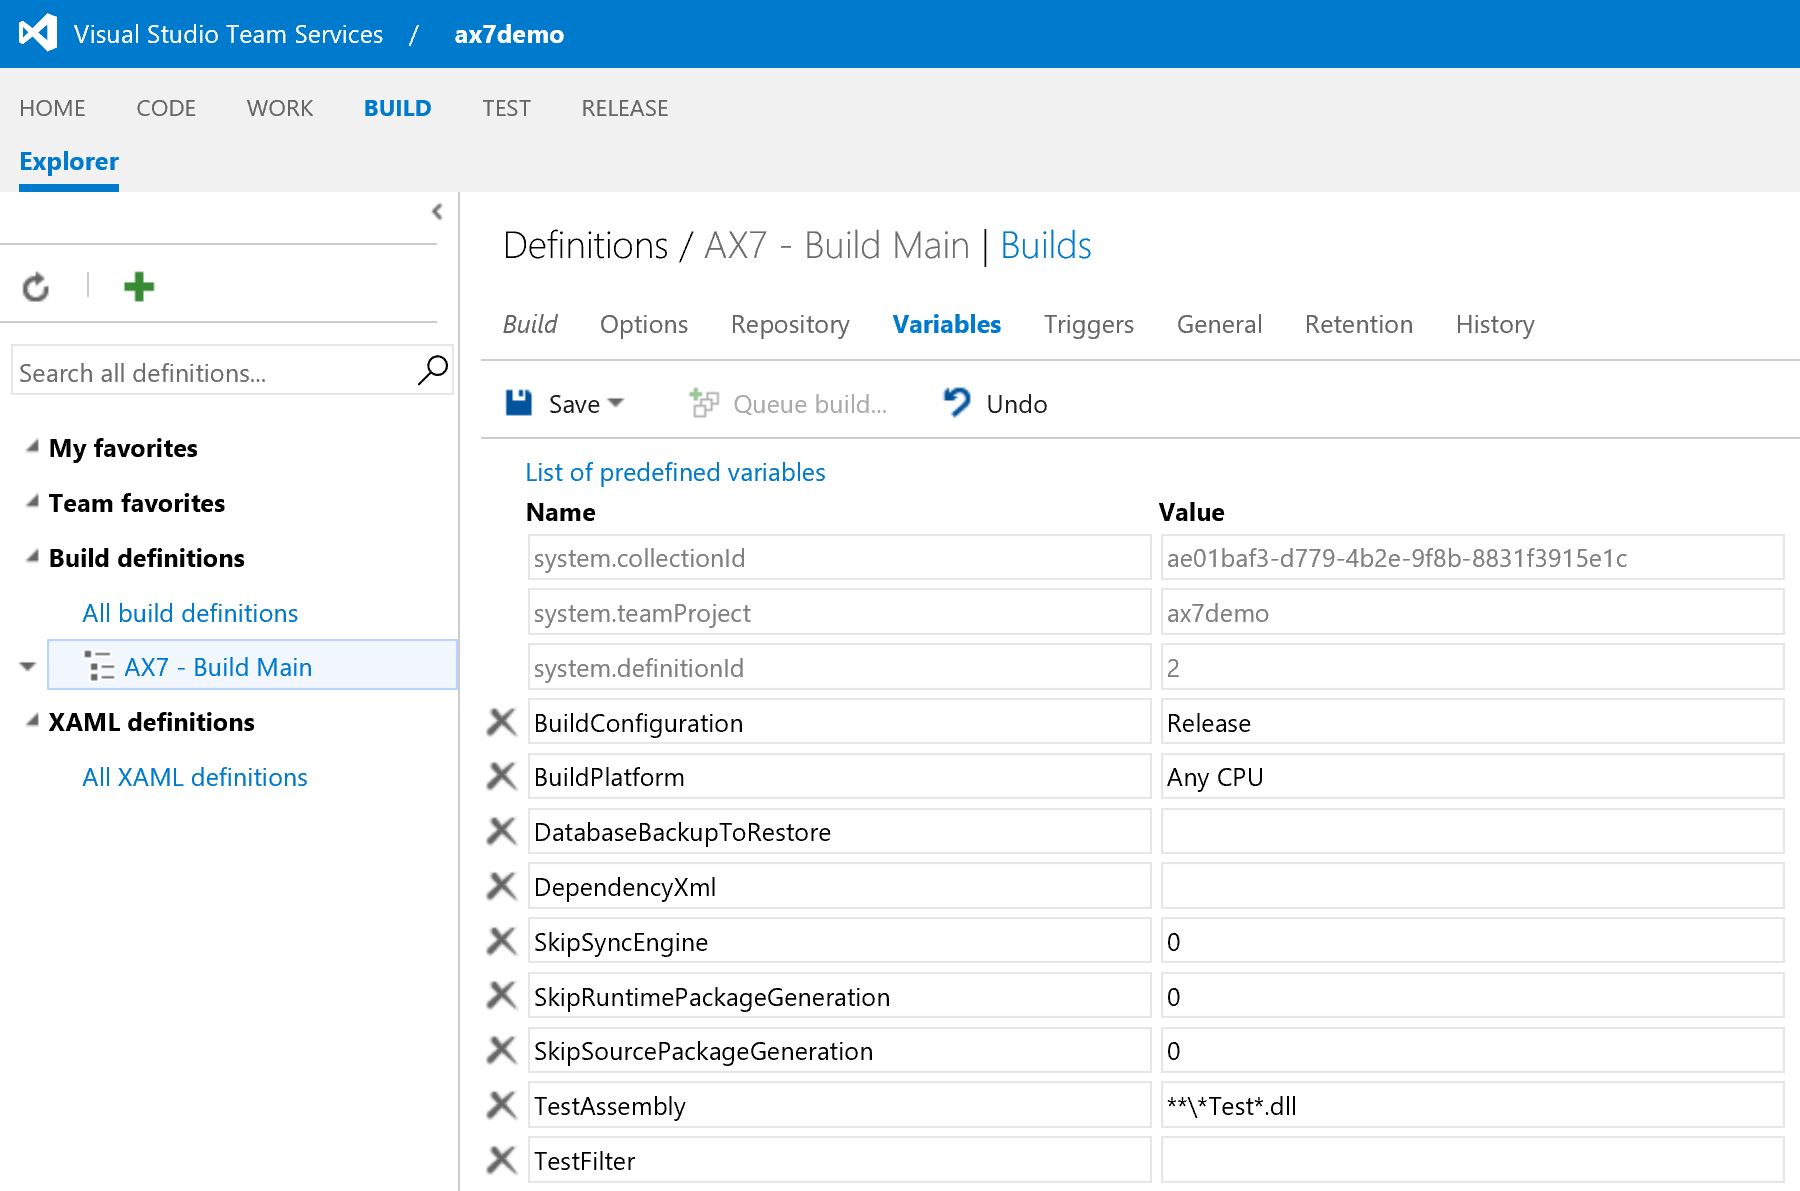 Visual Studio Team Services / ax7demo
HOME CODE WORK BUILD TEST RELEASE
Explorer
Search all definitions...
My favorites
Team favorites
Build definitions
All build definitions
AX7 - Build Main
XAML definitions
All XAML definitions
Definitions / AX7 - Build Main | Builds
Build Options Repository Variables Triggers General Retention History
Save Queue build... Undo
List of predefined variables
Name Value
system.collectionId ae01baf3-d779-4b2e-9f8b-8831f3915e1c
system.teamProject ax7demo
system.definitionId 2
BuildConfiguration Release
BuildPlatform Any CPU
DatabaseBackupToRestore
DependencyXml
SkipSyncEngine 0
SkipRuntimePackageGeneration 0
SkipSourcePackageGeneration 0
TestAssembly **\*Test*.dll
TestFilter